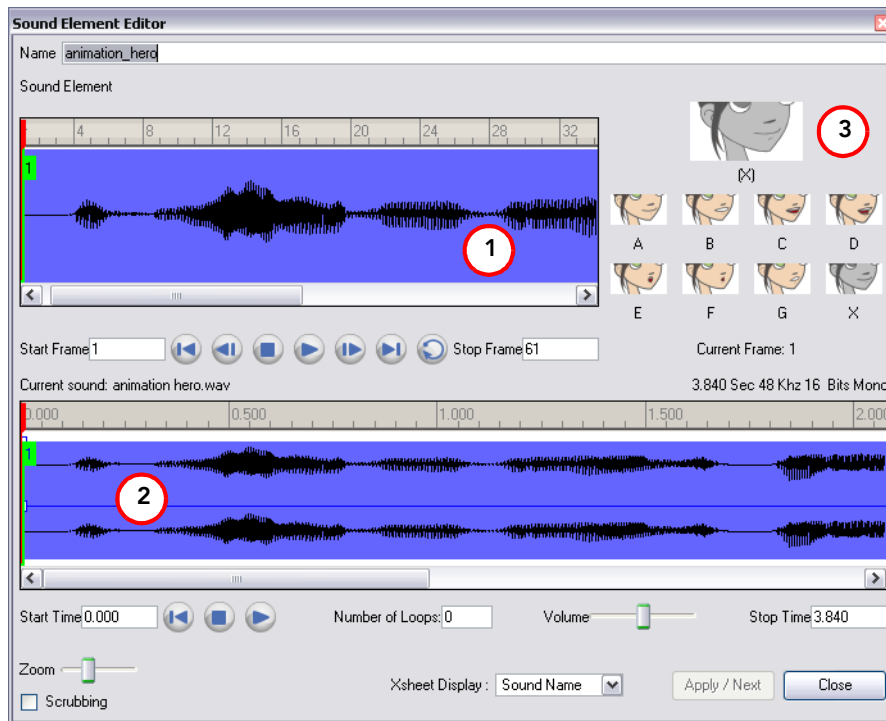 Sound Element Editor
Name animation_hero
Sound Element
4 8 12 16 20 24 28 32
1
1
3
(X)
A B C D
E F G X
Start Frame 1 Stop Frame 61 Current Frame: 1
Current sound: animation hero.wav 3.840 Sec 48 Khz 16 Bits Mono
0.000 0.500 1.000 1.500 2.000
1
2
Start Time 0.000 Number of Loops: 0 Volume Stop Time 3.840
Zoom
Scrubbing
Xsheet Display : Sound Name Apply / Next Close